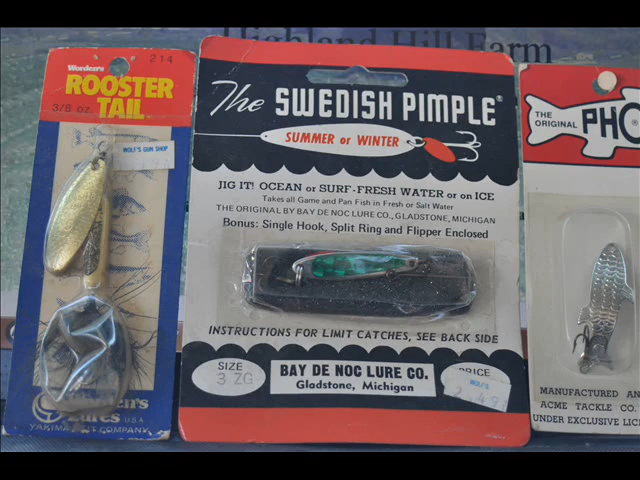 Highland Hill Farm
Worden's
214
ROOSTER
TAIL
3/8 oz.
WOLF'S GUN SHOP
Lures
U.S.A.
YAKIMA BAIT COMPANY
The SWEDISH PIMPLE®
SUMMER or WINTER
JIG IT! OCEAN or SURF-FRESH WATER or on ICE
Takes all Game and Pan Fish in Fresh or Salt Water
THE ORIGINAL BY BAY DE NOC LURE CO., GLADSTONE, MICHIGAN
Bonus: Single Hook, Split Ring and Flipper Enclosed
INSTRUCTIONS FOR LIMIT CATCHES, SEE BACK SIDE
SIZE
3 ZG
BAY DE NOC LURE CO.
Gladstone, Michigan
PRICE
WOLF'S
2.49
THE
ORIGINAL
PHO
MANUFACTURED AN
ACME TACKLE CO.
UNDER EXCLUSIVE LIC